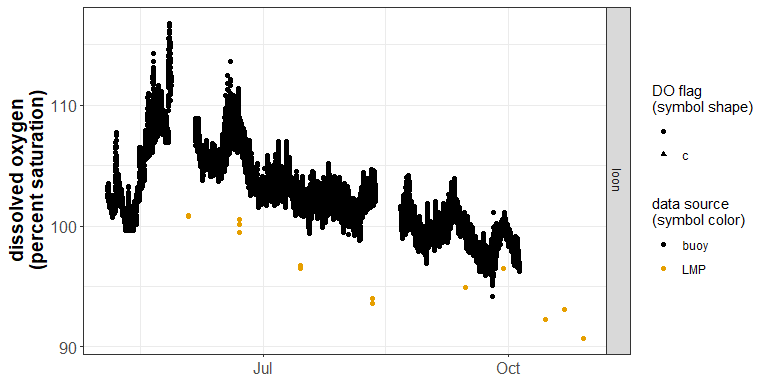 dissolved oxygen
(percent saturation)
110
100
90
Jul
Oct
loon
DO flag
(symbol shape)
c
data source
(symbol color)
buoy
LMP